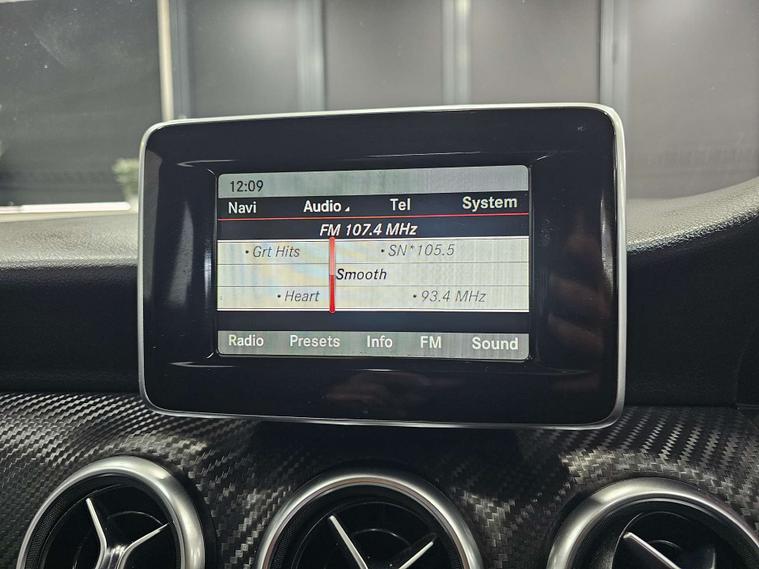 12:09
Navi Audio Tel System
FM 107.4 MHz
• Grt Hits • SN*105.5
Smooth
• Heart • 93.4 MHz
Radio Presets Info FM Sound